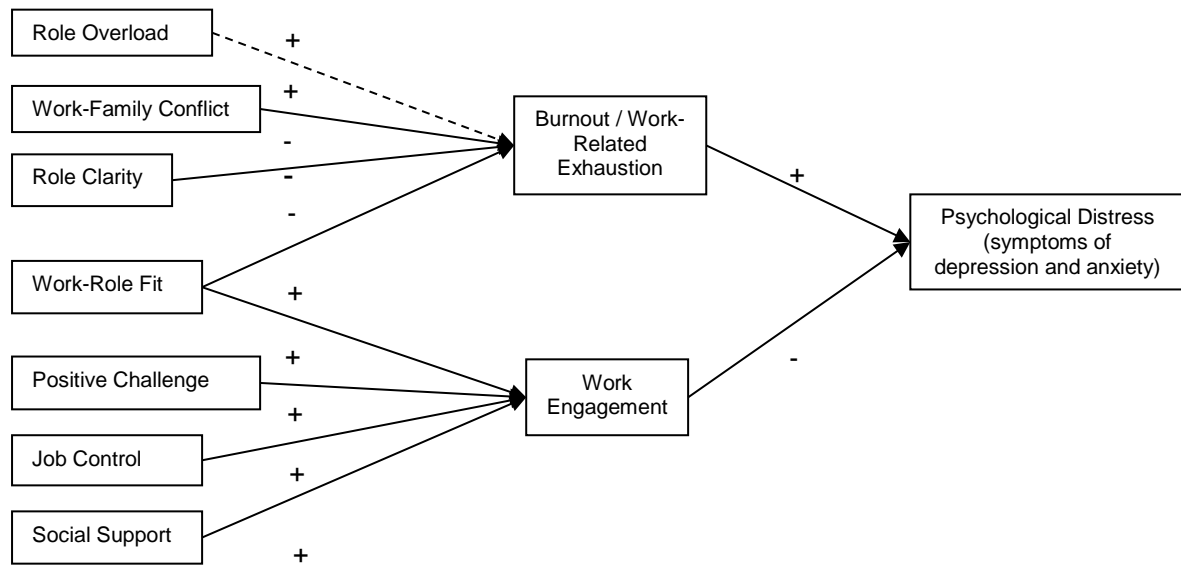 Role Overload
+
Work-Family Conflict
+
-
Role Clarity
-
-
Work-Role Fit
+
Positive Challenge
+
+
Job Control
+
Social Support
+
Burnout / Work-
Related
Exhaustion
Work
Engagement
+
-
Psychological Distress
(symptoms of
depression and anxiety)